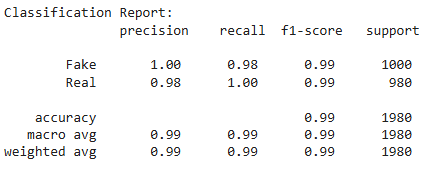 Classification Report:
precision recall f1-score support
Fake 1.00 0.98 0.99 1000
Real 0.98 1.00 0.99 980
accuracy 0.99 1980
macro avg 0.99 0.99 0.99 1980
weighted avg 0.99 0.99 0.99 1980